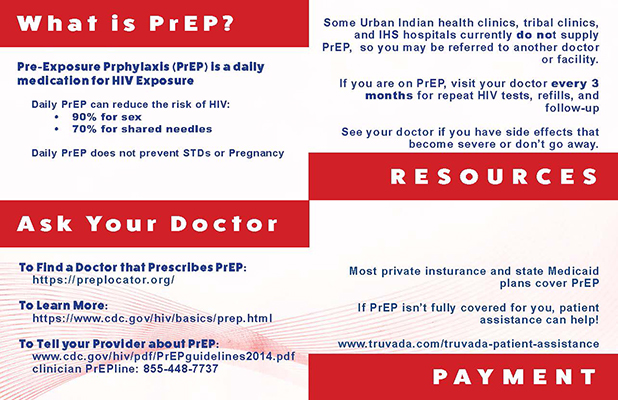 What is PrEP?
Pre-Exposure Prphylaxis (PrEP) is a daily
medication for HIV Exposure
Daily PrEP can reduce the risk of HIV:
• 90% for sex
• 70% for shared needles
Daily PrEP does not prevent STDs or Pregnancy
Some Urban Indian health clinics, tribal clinics,
and IHS hospitals currently do not supply
PrEP, so you may be referred to another doctor
or facility.
If you are on PrEP, visit your doctor every 3
months for repeat HIV tests, refills, and
follow-up
See your doctor if you have side effects that
become severe or don't go away.
RESOURCES
Ask Your Doctor
To Find a Doctor that Prescribes PrEP:
https://preplocator.org/
To Learn More:
https://www.cdc.gov/hiv/basics/prep.html
To Tell your Provider about PrEP:
www.cdc.gov/hiv/pdf/PrEPguidelines2014.pdf
clinician PrEPline: 855-448-7737
Most private insturance and state Medicaid
plans cover PrEP
If PrEP isn't fully covered for you, patient
assistance can help!
www.truvada.com/truvada-patient-assistance
PAYMENT